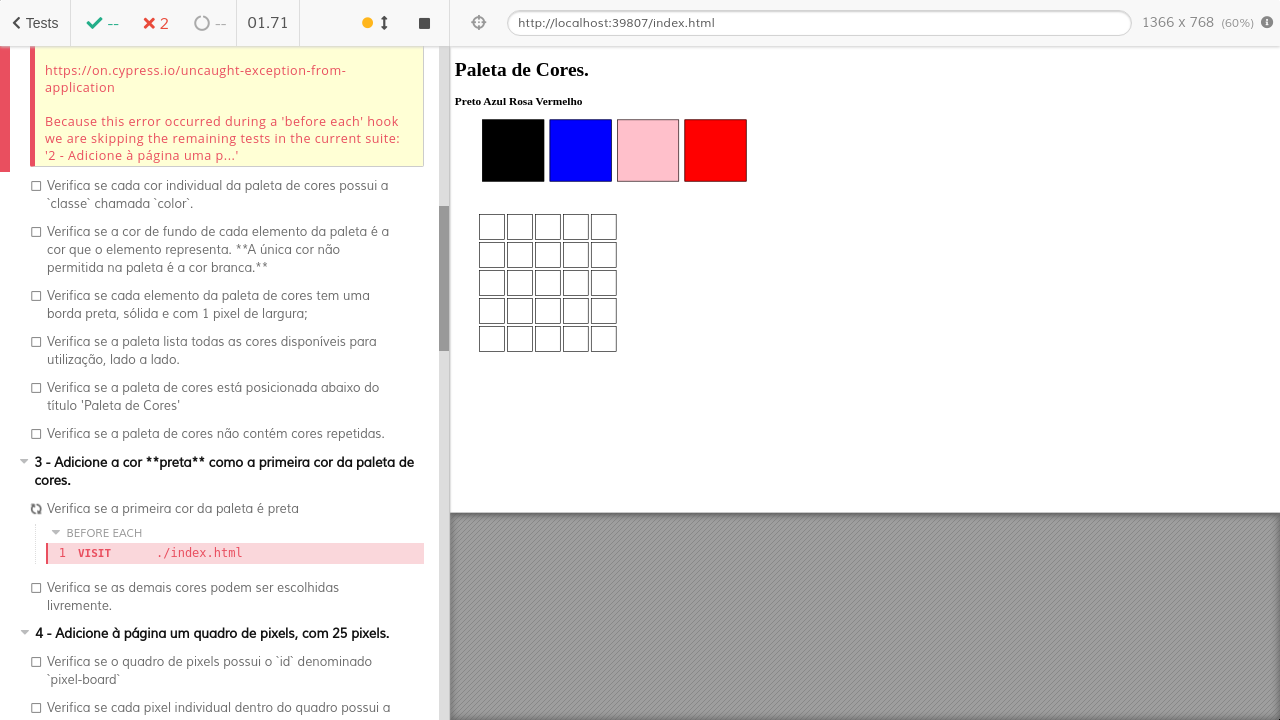 Tests
--
2
--
01.71
http://localhost:39807/index.html
1366 x 768 (60%)
https://on.cypress.io/uncaught-exception-from-
application
Because this error occurred during a 'before each' hook
we are skipping the remaining tests in the current suite:
'2 - Adicione à página uma p...'
Verifica se cada cor individual da paleta de cores possui a
`classe` chamada `color`.
Verifica se a cor de fundo de cada elemento da paleta é a
cor que o elemento representa. **A única cor não
permitida na paleta é a cor branca.**
Verifica se cada elemento da paleta de cores tem uma
borda preta, sólida e com 1 pixel de largura;
Verifica se a paleta lista todas as cores disponíveis para
utilização, lado a lado.
Verifica se a paleta de cores está posicionada abaixo do
título 'Paleta de Cores'
Verifica se a paleta de cores não contém cores repetidas.
3 - Adicione a cor **preta** como a primeira cor da paleta de
cores.
Verifica se a primeira cor da paleta é preta
BEFORE EACH
1 VISIT ./index.html
Verifica se as demais cores podem ser escolhidas
livremente.
4 - Adicione à página um quadro de pixels, com 25 pixels.
Verifica se o quadro de pixels possui o `id` denominado
`pixel-board`
Verifica se cada pixel individual dentro do quadro possui a
Paleta de Cores.
Preto Azul Rosa Vermelho